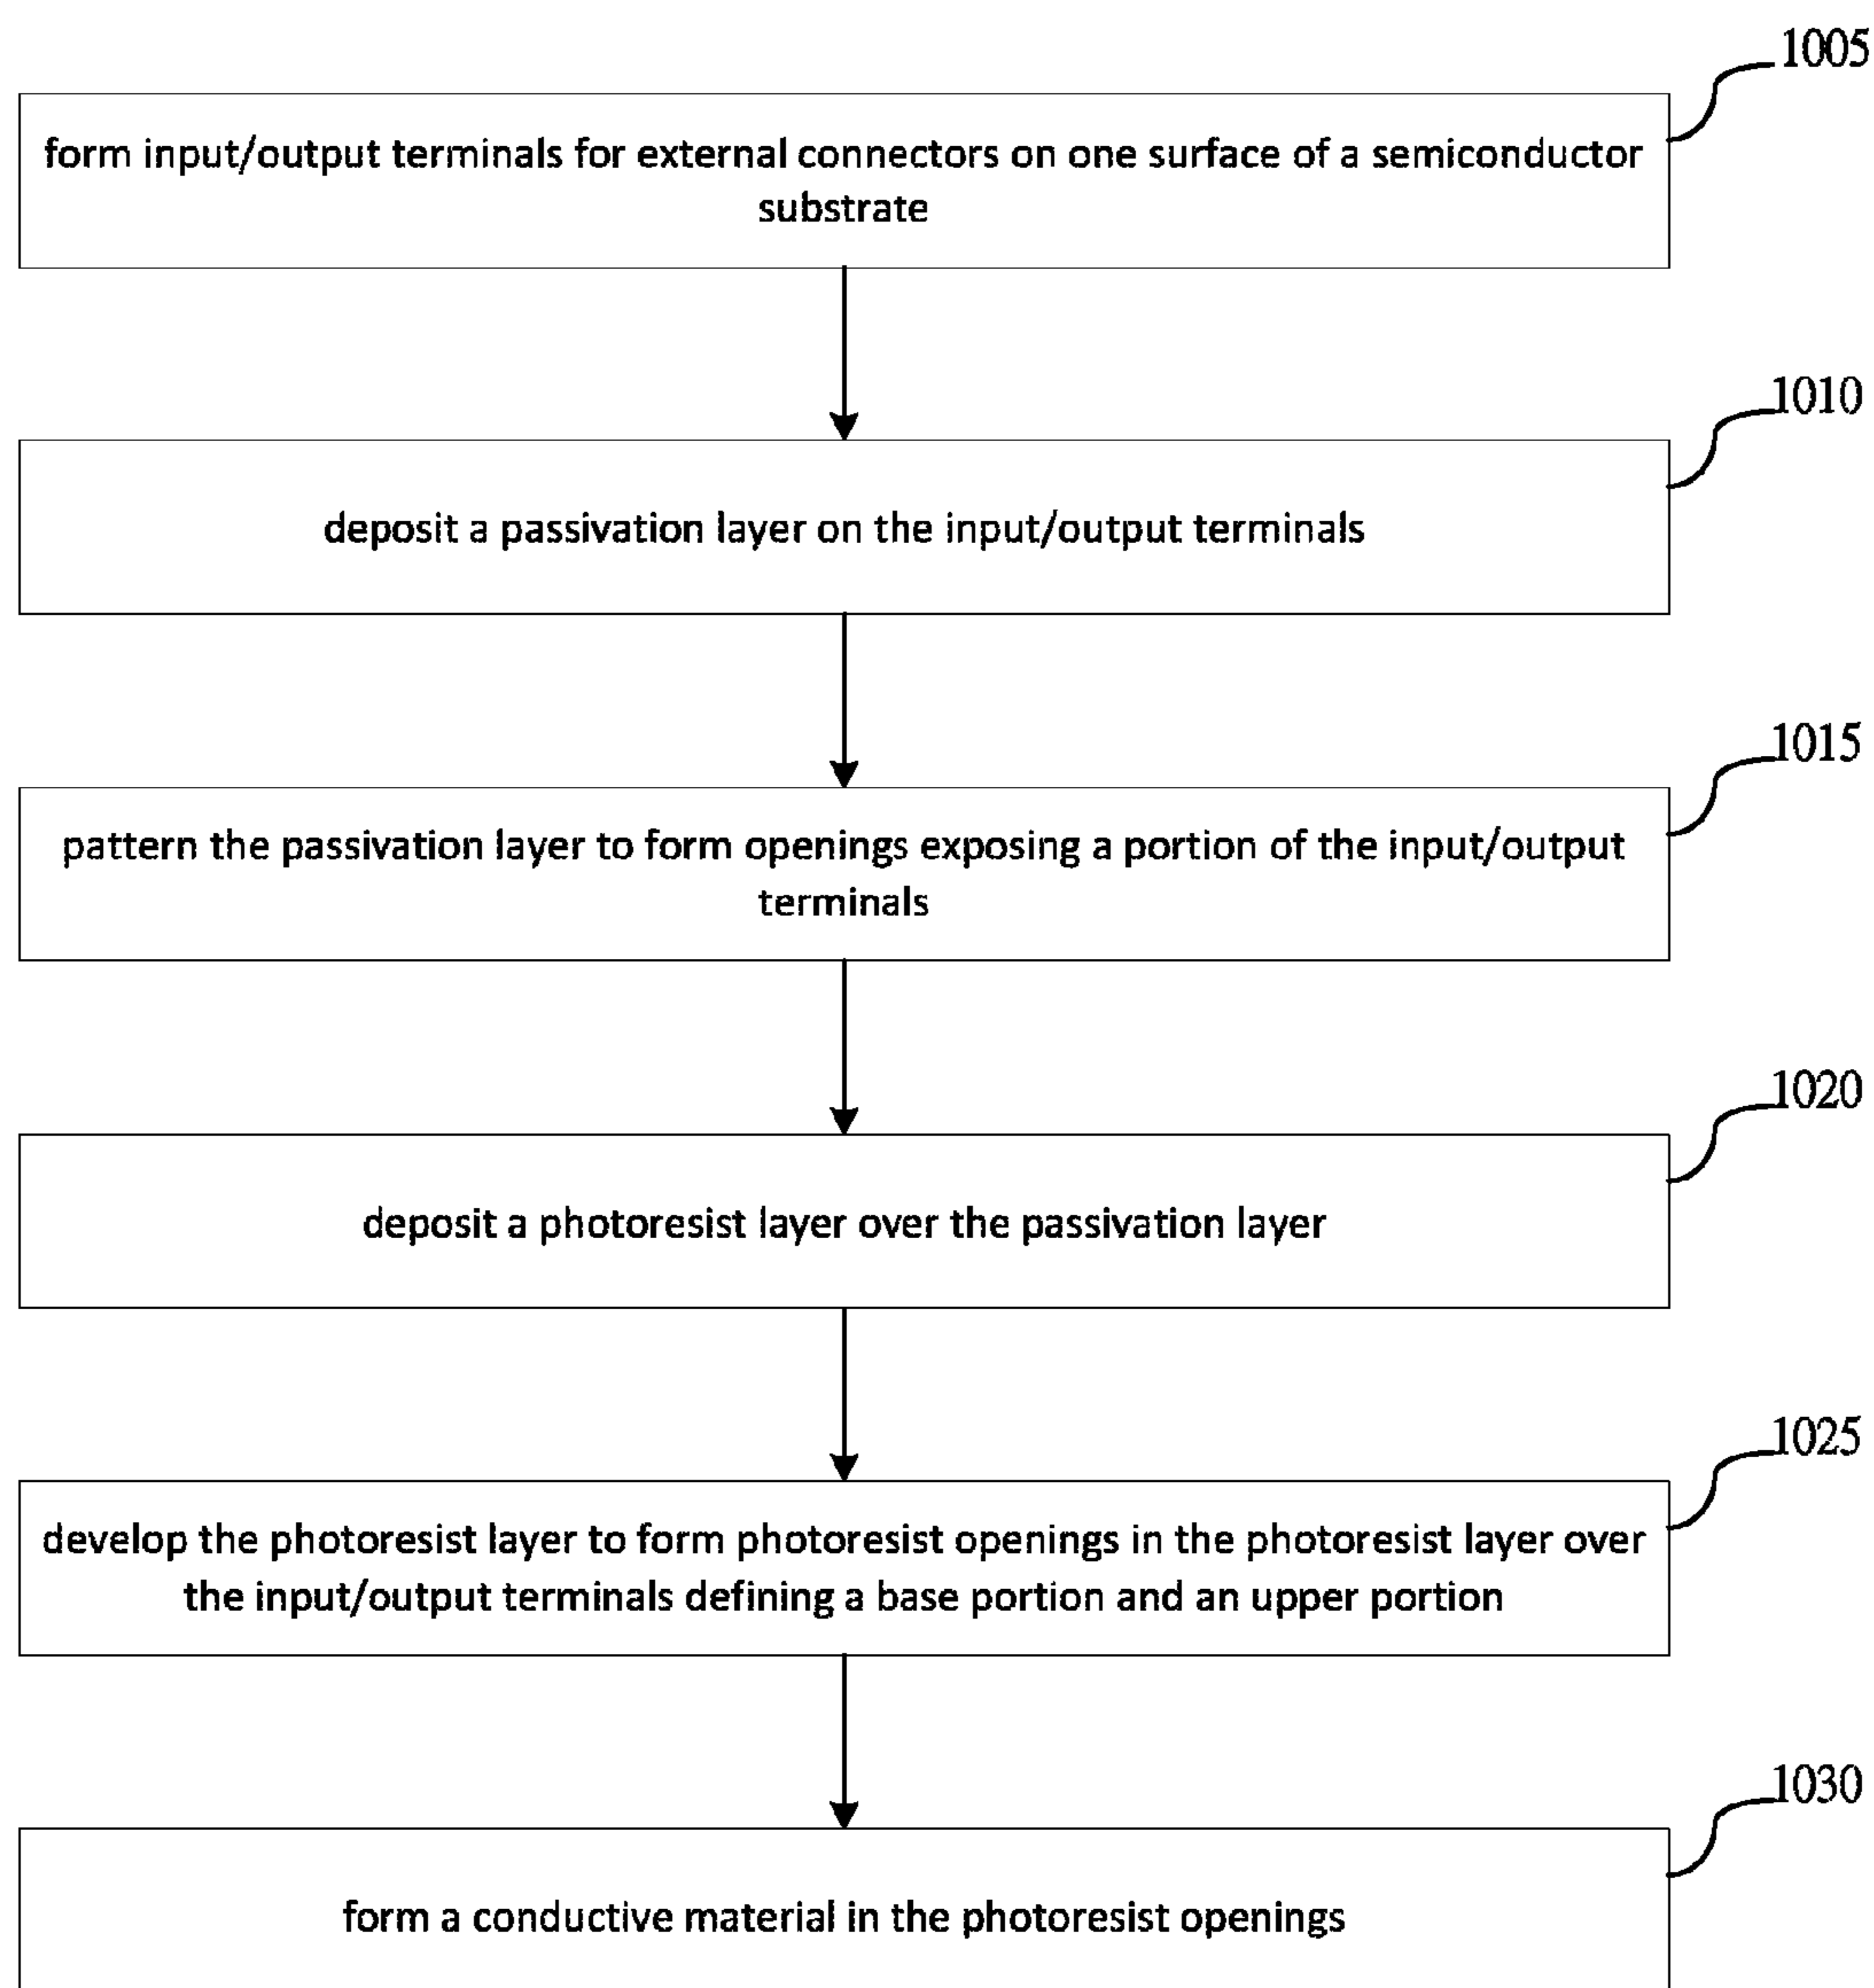 1005
form input/output terminals for external connectors on one surface of a semiconductor
substrate
1010
deposit a passivation layer on the input/output terminals
1015
pattern the passivation layer to form openings exposing a portion of the input/output
terminals
1020
deposit a photoresist layer over the passivation layer
1025
develop the photoresist layer to form photoresist openings in the photoresist layer over
the input/output terminals defining a base portion and an upper portion
1030
form a conductive material in the photoresist openings